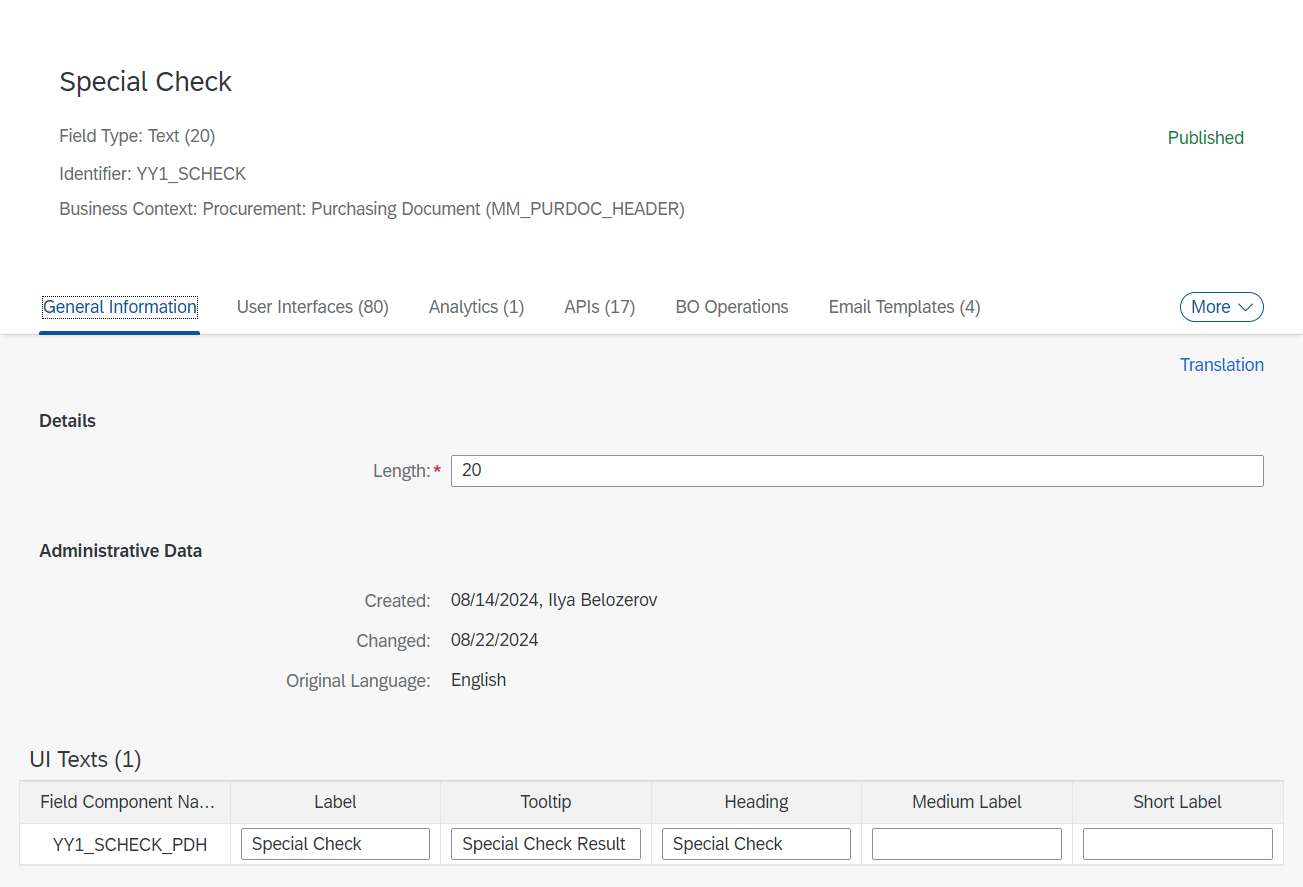 Special Check
Field Type: Text (20)
Published
Identifier: YY1_SCHECK
Business Context: Procurement: Purchasing Document (MM_PURDOC_HEADER)
General Information User Interfaces (80) Analytics (1) APIs (17) BO Operations Email Templates (4) More
Translation
Details
Length:* 20
Administrative Data
Created: 08/14/2024, Ilya Belozerov
Changed: 08/22/2024
Original Language: English
UI Texts (1)
Field Component Na... Label Tooltip Heading Medium Label Short Label
YY1_SCHECK_PDH Special Check Special Check Result Special Check